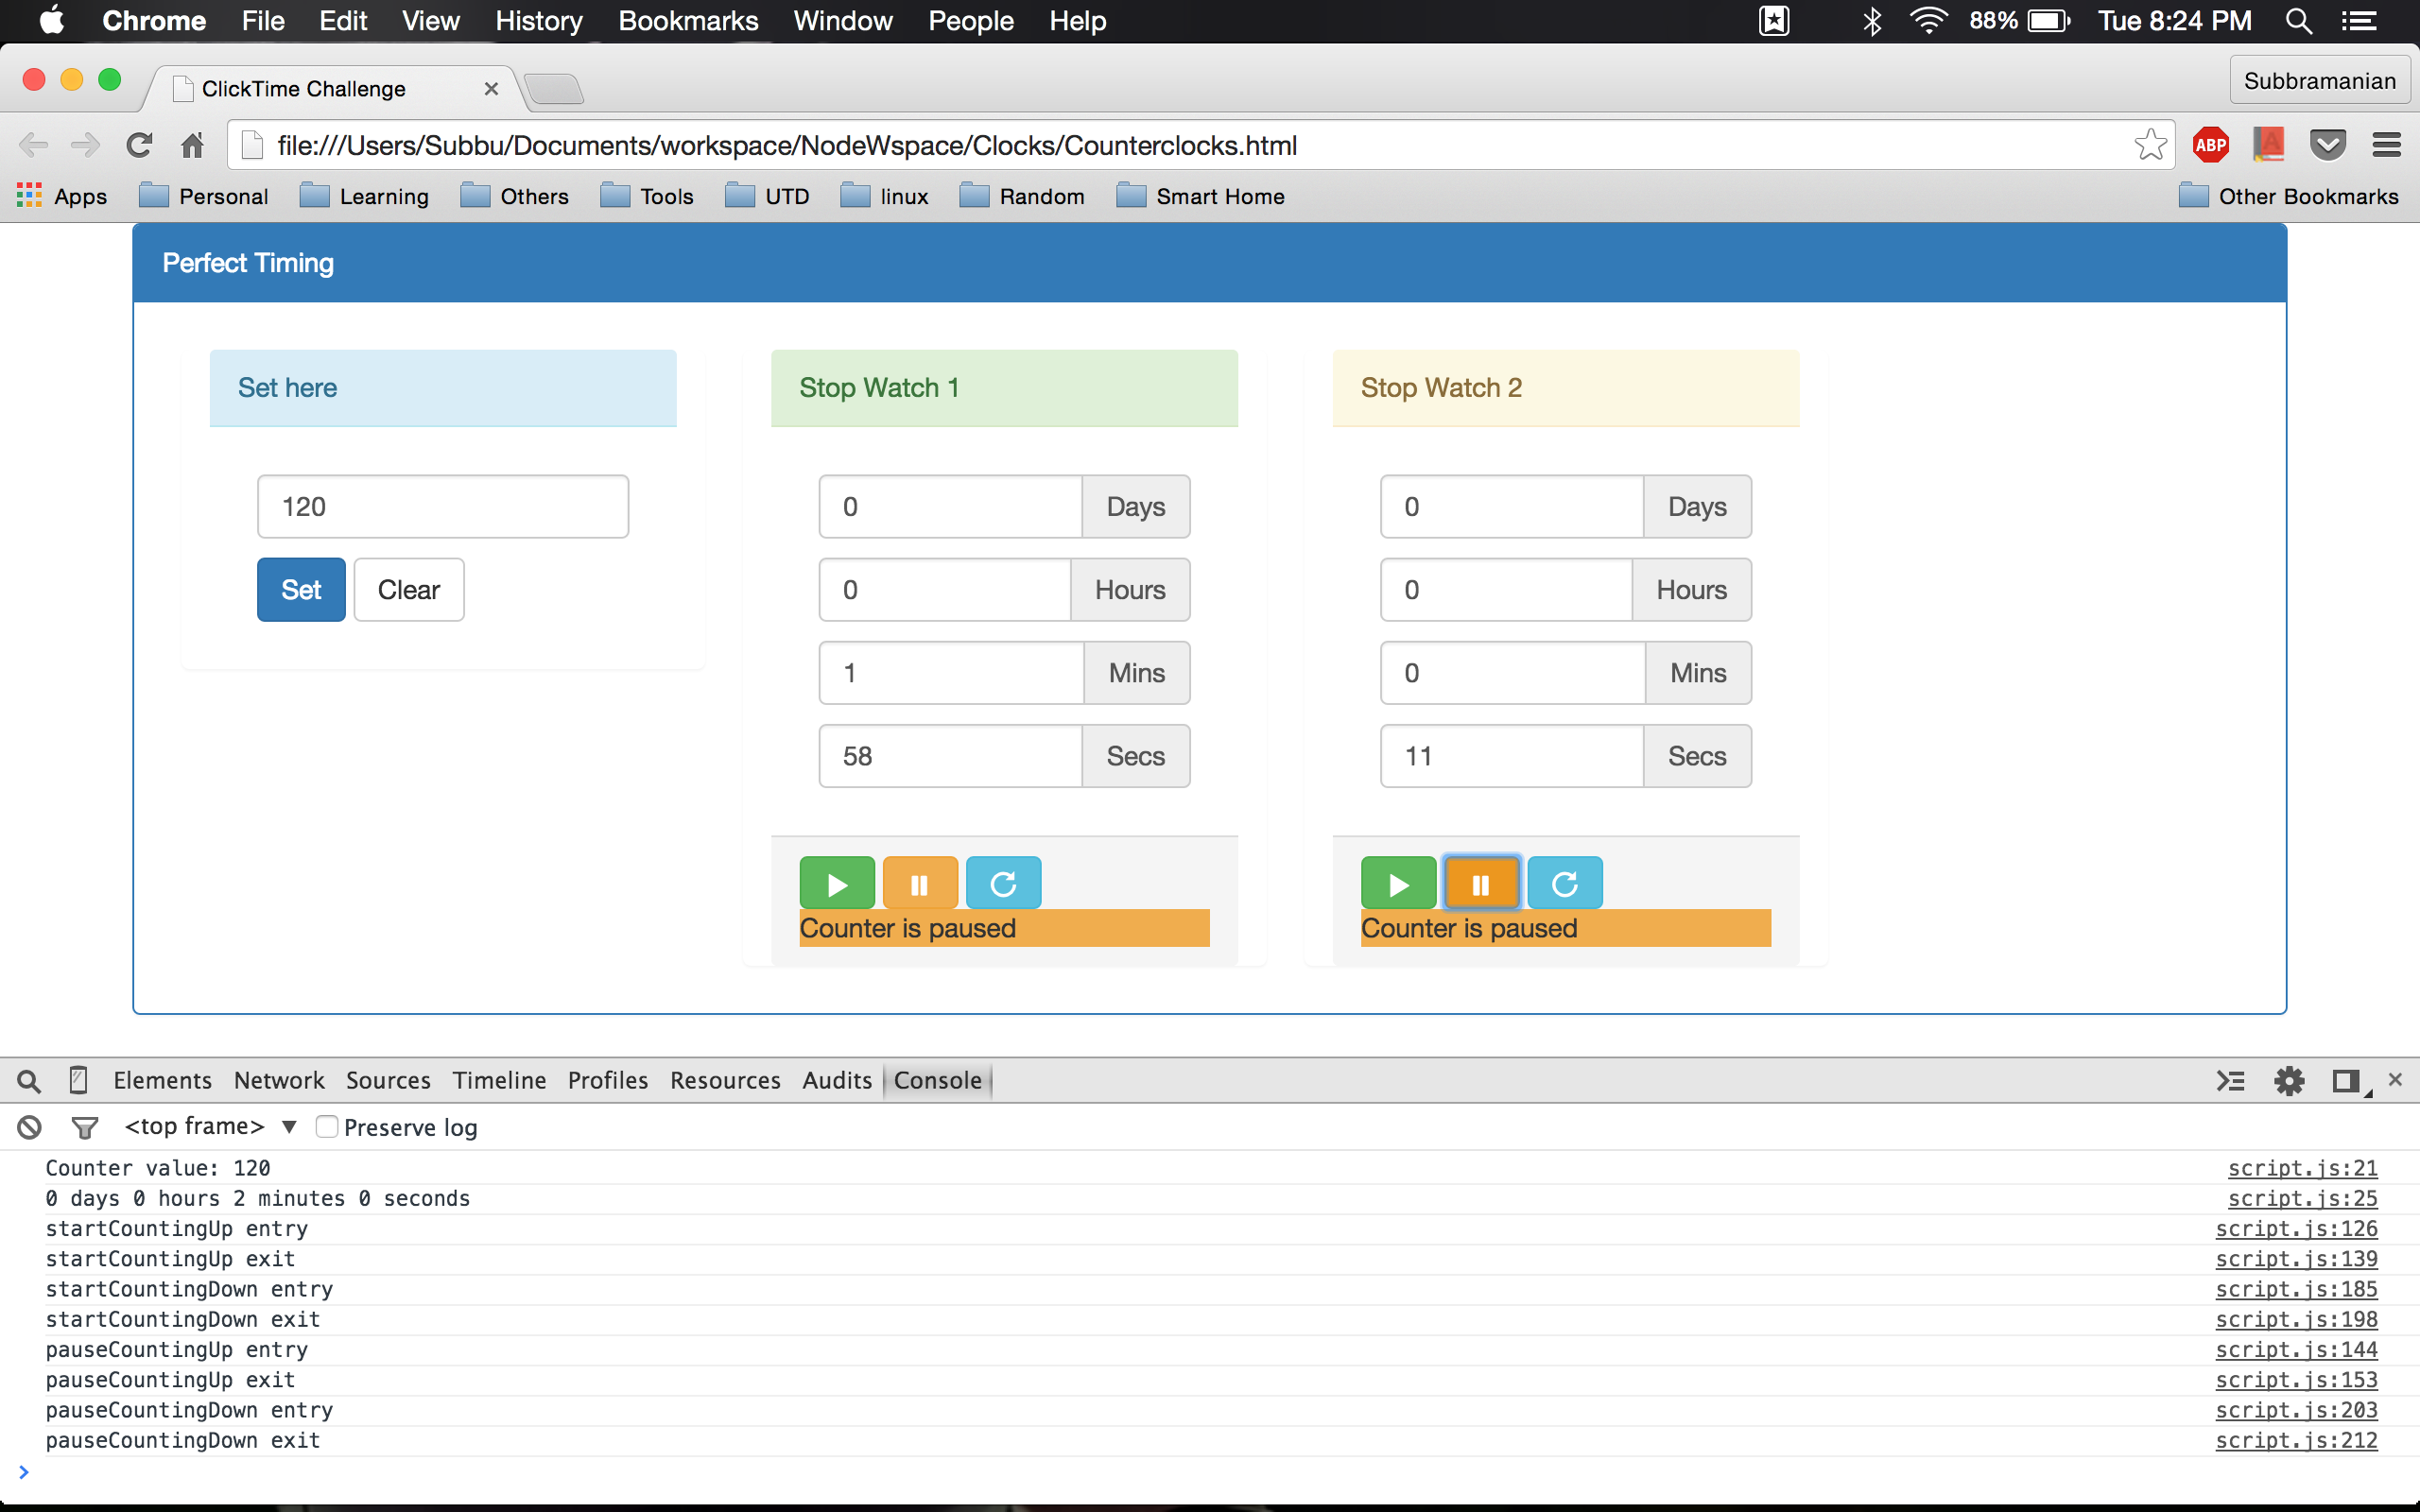 Chrome File Edit View History Bookmarks Window People Help 88% Tue 8:24 PM
ClickTime Challenge Subbramanian
file:///Users/Subbu/Documents/workspace/NodeWspace/Clocks/Counterclocks.html ABP
Apps Personal Learning Others Tools UTD linux Random Smart Home Other Bookmarks
Perfect Timing
Set here
120
Set Clear
Stop Watch 1
0 Days
0 Hours
1 Mins
58 Secs
Counter is paused
Stop Watch 2
0 Days
0 Hours
0 Mins
11 Secs
Counter is paused
Elements Network Sources Timeline Profiles Resources Audits Console
<top frame> Preserve log
Counter value: 120 script.js:21
0 days 0 hours 2 minutes 0 seconds script.js:25
startCountingUp entry script.js:126
startCountingUp exit script.js:139
startCountingDown entry script.js:185
startCountingDown exit script.js:198
pauseCountingUp entry script.js:144
pauseCountingUp exit script.js:153
pauseCountingDown entry script.js:203
pauseCountingDown exit script.js:212